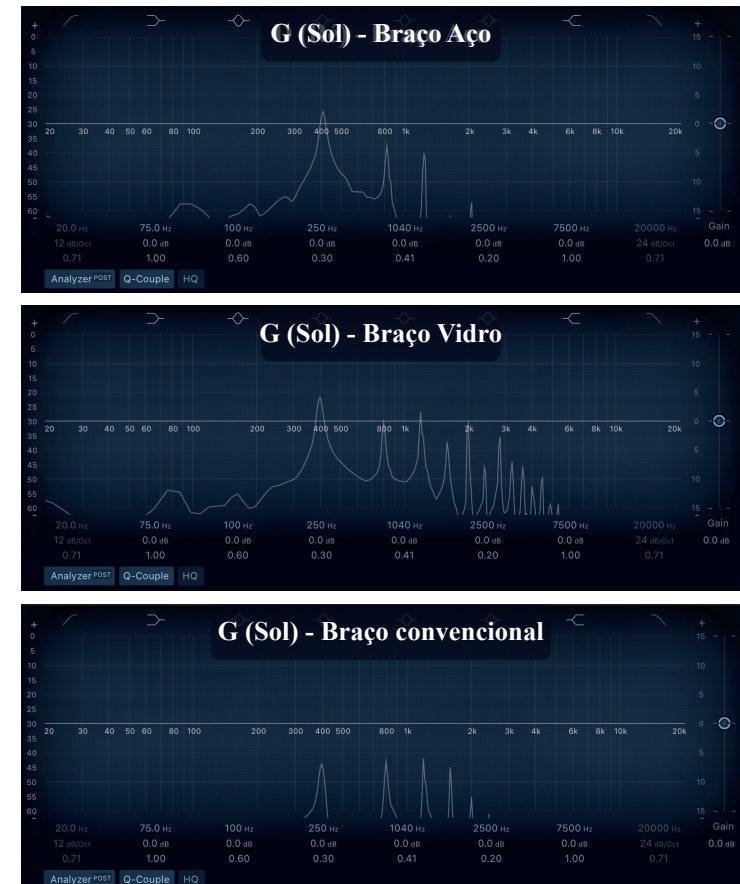 G (Sol) - Braço Aço
+ +
0 15
5
10 10
15
20 5
25
30 0
20 30 40 50 60 80 100 200 300 400 500 800 1k 2k 3k 4k 6k 8k 10k 20k
35
40 5
45
50 10
55
60 15
20.0 Hz 75.0 Hz 100 Hz 250 Hz 1040 Hz 2500 Hz 7500 Hz 20000 Hz Gain
12 dB/Oct 0.0 dB 0.0 dB 0.0 dB 0.0 dB 0.0 dB 0.0 dB 24 dB/Oct 0.0 dB
0.71 1.00 0.60 0.30 0.41 0.20 1.00 0.71
Analyzer POST Q-Couple HQ
G (Sol) - Braço Vidro
+ +
0 15
5
10 10
15
20 5
25
30 0
20 30 40 50 60 80 100 200 300 400 500 800 1k 2k 3k 4k 6k 8k 10k 20k
35
40 5
45
50 10
55
60 15
20.0 Hz 75.0 Hz 100 Hz 250 Hz 1040 Hz 2500 Hz 7500 Hz 20000 Hz Gain
12 dB/Oct 0.0 dB 0.0 dB 0.0 dB 0.0 dB 0.0 dB 0.0 dB 24 dB/Oct 0.0 dB
0.71 1.00 0.60 0.30 0.41 0.20 1.00 0.71
Analyzer POST Q-Couple HQ
G (Sol) - Braço convencional
+ +
0 15
5
10 10
15
20 5
25
30 0
20 30 40 50 60 80 100 200 300 400 500 800 1k 2k 3k 4k 6k 8k 10k 20k
35
40 5
45
50 10
55
60 15
20.0 Hz 75.0 Hz 100 Hz 250 Hz 1040 Hz 2500 Hz 7500 Hz 20000 Hz Gain
12 dB/Oct 0.0 dB 0.0 dB 0.0 dB 0.0 dB 0.0 dB 0.0 dB 24 dB/Oct 0.0 dB
0.71 1.00 0.60 0.30 0.41 0.20 1.00 0.71
Analyzer POST Q-Couple HQ